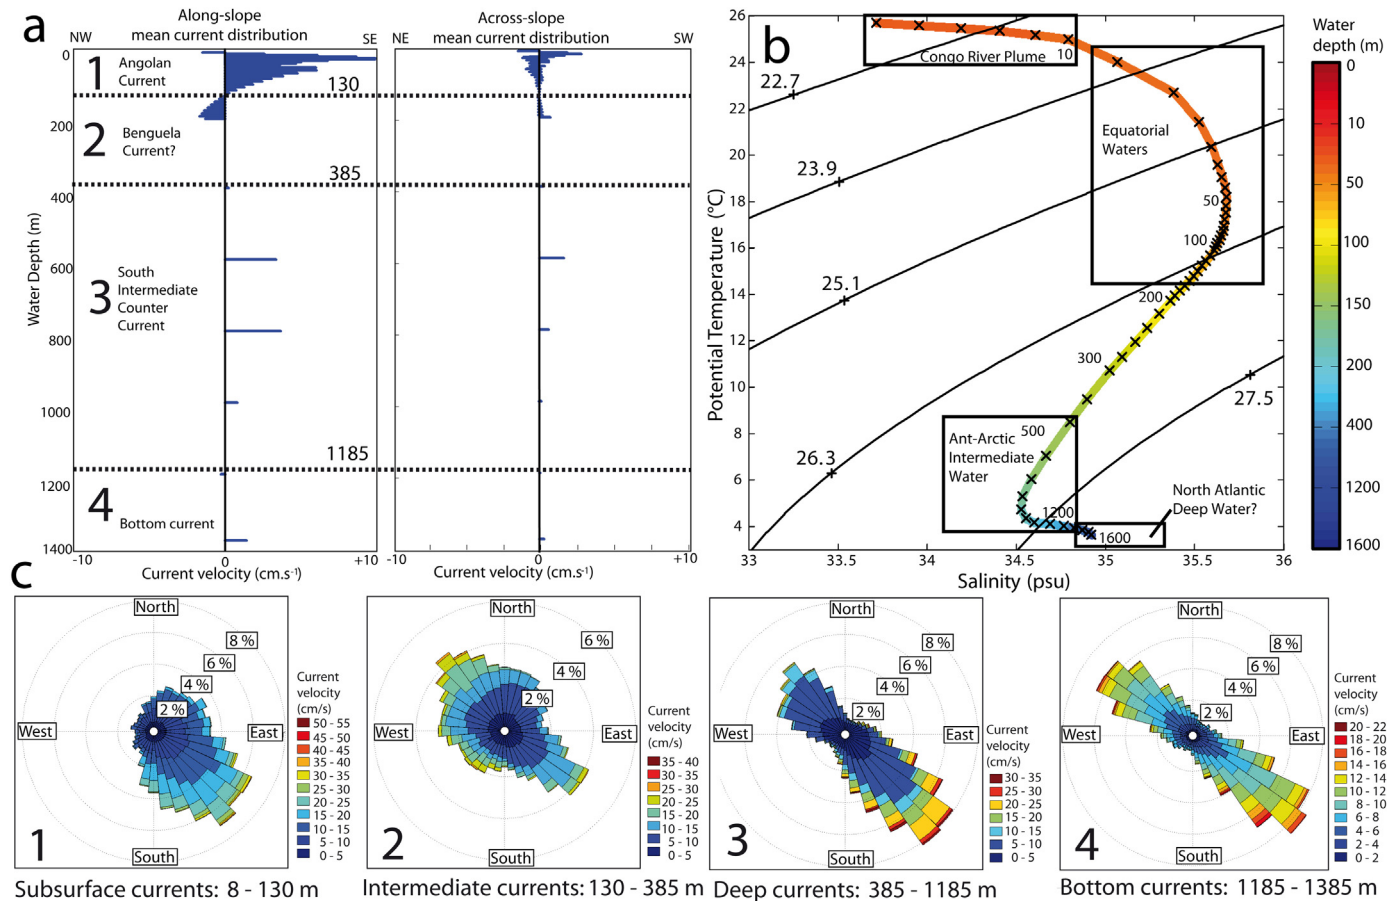 a
Along-slope
mean current distribution
NW
SE
Across-slope
mean current distribution
NE
SW
0
200
400
600
800
1000
1200
1400
Water Depth (m)
1
Angolan
Current
130
2
Benguela
Current?
385
3
South
Intermediate
Counter
Current
1185
4
Bottom current
-10
0
+10
Current velocity (cm.s-1)
-10
0
+10
Current velocity (cm.s-1)
b
26
24
22
20
18
16
14
12
10
8
6
4
Potential Temperature (°C)
33
33.5
34
34.5
35
35.5
36
Salinity (psu)
Congo River Plume
10
22.7
23.9
25.1
26.3
27.5
Equatorial
Waters
50
100
200
300
500
Ant-Arctic
Intermediate
Water
1200
1600
North Atlantic
Deep Water?
Water
depth (m)
0
10
50
100
150
200
400
1200
1600
c
North
8 %
6 %
4 %
2 %
West
East
South
1
Current
velocity
(cm/s)
50 - 55
45 - 50
40 - 45
35 - 40
30 - 35
25 - 30
20 - 25
15 - 20
10 - 15
5 - 10
0 - 5
Subsurface currents: 8 - 130 m
North
6 %
4 %
2 %
West
East
South
2
Current
velocity
(cm/s)
35 - 40
30 - 35
25 - 30
20 - 25
15 - 20
10 - 15
5 - 10
0 - 5
Intermediate currents: 130 - 385 m
North
8 %
6 %
4 %
2 %
West
East
South
3
Current
velocity
(cm/s)
30 - 35
25 - 30
20 - 25
15 - 20
10 - 15
5 - 10
0 - 5
Deep currents: 385 - 1185 m
North
8 %
6 %
4 %
2 %
West
East
South
4
Current
velocity
(cm/s)
20 - 22
18 - 20
16 - 18
14 - 16
12 - 14
10 - 12
8 - 10
6 - 8
4 - 6
2 - 4
0 - 2
Bottom currents: 1185 - 1385 m